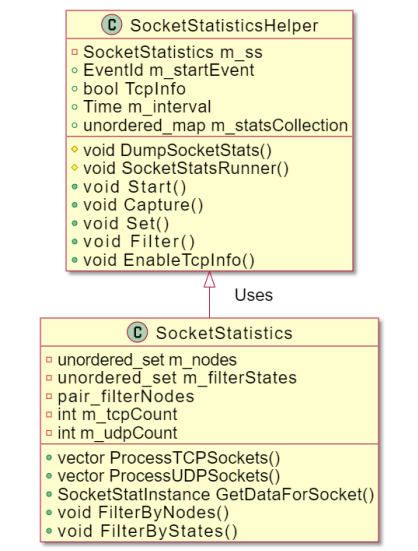 C SocketStatisticsHelper
SocketStatistics m_ss
EventId m_startEvent
bool TcpInfo
Time m_interval
unordered_map m_statsCollection
void DumpSocketStats()
void SocketStatsRunner()
void Start()
void Capture()
void Set()
void Filter()
void EnableTcpInfo()
Uses
C SocketStatistics
unordered_set m_nodes
unordered_set m_filterStates
pair_filterNodes
int m_tcpCount
int m_udpCount
vector ProcessTCPSockets()
vector ProcessUDPSockets()
SocketStatInstance GetDataForSocket()
void FilterByNodes()
void FilterByStates()